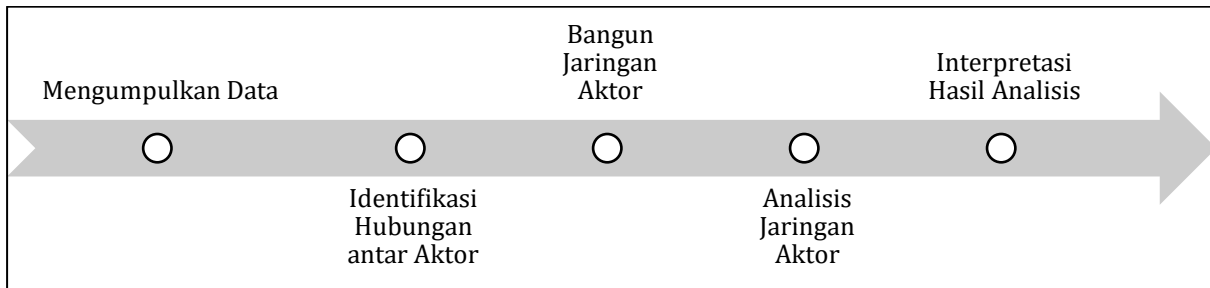 Mengumpulkan Data
Identifikasi
Hubungan
antar Aktor
Bangun
Jaringan
Aktor
Analisis
Jaringan
Aktor
Interpretasi
Hasil Analisis